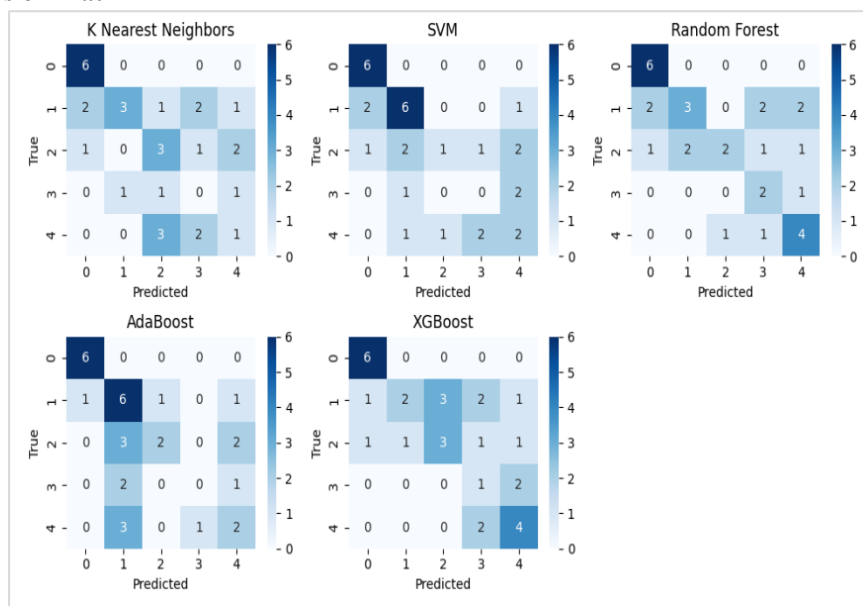 K Nearest Neighbors
6
0 6 0 0 0 0
5
1 2 3 1 2 1
4
True
2 1 0 3 1 2
3
2
3 0 1 1 0 1
1
4 0 0 3 2 1
0
0 1 2 3 4
Predicted
SVM
6
6 0 0 0 0
5
1 2 6 0 0 1
4
True
2 1 2 1 1 2
3
2
3 0 1 0 0 2
1
4 0 1 1 2 2
0
0 1 2 3 4
Predicted
Random Forest
6
0 6 0 0 0 0
5
1 2 3 0 2 2
4
True
2 1 2 2 1 1
3
2
3 0 0 0 2 1
1
4 0 0 1 1 4
0
0 1 2 3 4
Predicted
AdaBoost
6
0 6 0 0 0 0
5
1 1 6 1 0 1
4
True
2 0 3 2 0 2
3
2
3 0 2 0 0 1
1
4 0 3 0 1 2
0
0 1 2 3 4
Predicted
XGBoost
6
0 6 0 0 0 0
5
1 1 2 3 2 1
4
True
2 1 1 3 1 1
3
2
3 0 0 0 1 2
1
4 0 0 0 2 4
0
0 1 2 3 4
Predicted